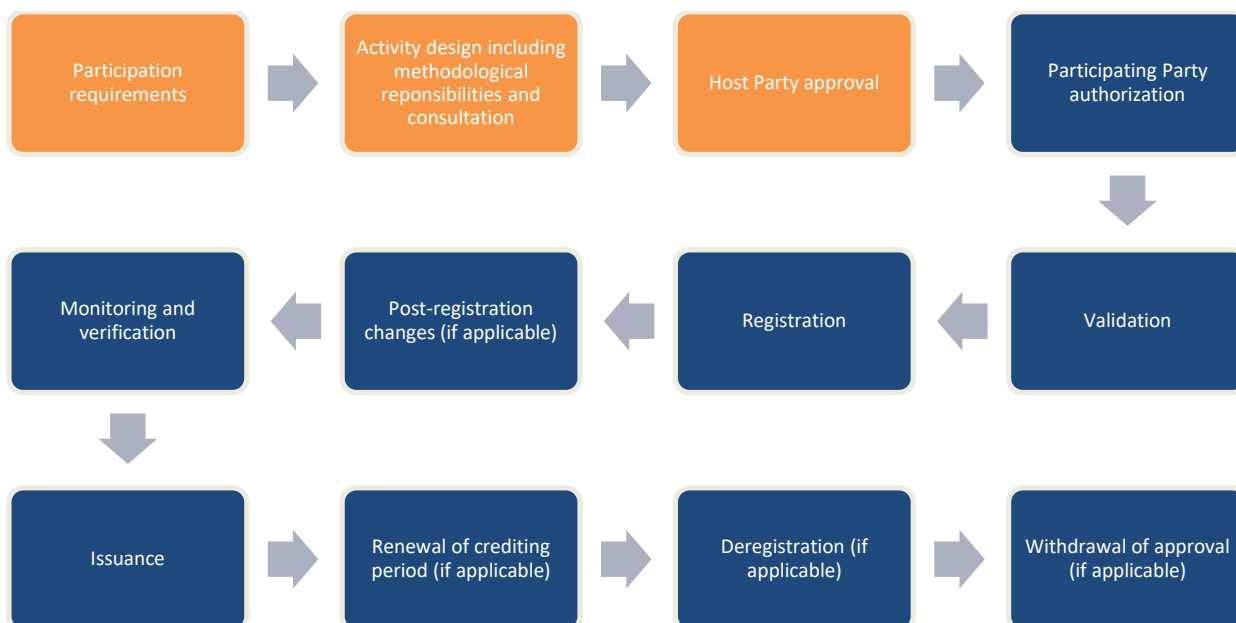 Participation
requirements
Activity design including
methodological
reponsibilities and
consultation
Host Party approval
Participating Party
authorization
Validation
Registration
Post-registration
changes (if applicable)
Monitoring and
verification
Issuance
Renewal of crediting
period (if applicable)
Deregistration (if
applicable)
Withdrawal of approval
(if applicable)